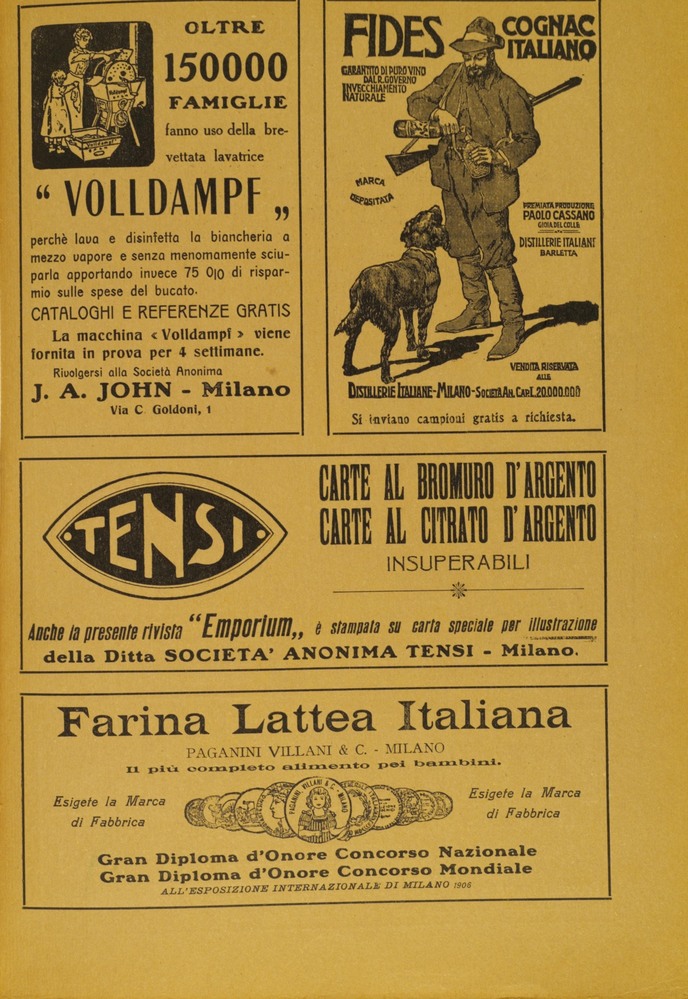 OLTRE
150000
FAMIGLIE
fanno uso della bre-
vettata lavatrice
“ VOLLDAMPF „
perchè lava e disinfetta la biancheria a
mezzo vapore e senza menomamente sciu-
parla apportando invece 75 0|0 di rispar-
mio sulle spese del bucato.
CATALOGHI E REFERENZE GRATIS
La macchina < Volldampf > viene
fornita in prova per 4 settimane.
Rivolgersi alla Società Anonima
J. A. JOHN - Milano
Via C. Goldoni, 1
FIDES COGNAC
ITALIANO
GARANTITO DI PURO VINO
DAL R. GOVERNO
INVECCHIAMENTO
NATURALE
MARCA
DEPOSITATA
PREMIATA PRODUZIONE
PAOLO CASSANO
GIOIA DEL COLLE
DISTILLERIE ITALIANE
BARLETTA
VENDITA RISERVATA
ALLE
DISTILLERIE ITALIANE-MILANO-SOCIETÀ AN. CAP. L. 20.000.000
Si inviano campioni gratis a richiesta.
TENSI
CARTE AL BROMURO D'ARGENTO
CARTE AL CITRATO D'ARGENTO
INSUPERABILI
Anche la presente rivista “Emporium„ è stampata su carta speciale per illustrazione
della Ditta SOCIETA' ANONIMA TENSI - Milano.
Farina Lattea Italiana
PAGANINI VILLANI & C. - MILANO
Il più completo alimento pei bambini.
Esigete la Marca
di Fabbrica
PAGANINI VILLANI & C. - MILANO
Esigete la Marca
di Fabbrica
Gran Diploma d'Onore Concorso Nazionale
Gran Diploma d'Onore Concorso Mondiale
ALL'ESPOSIZIONE INTERNAZIONALE DI MILANO 1906